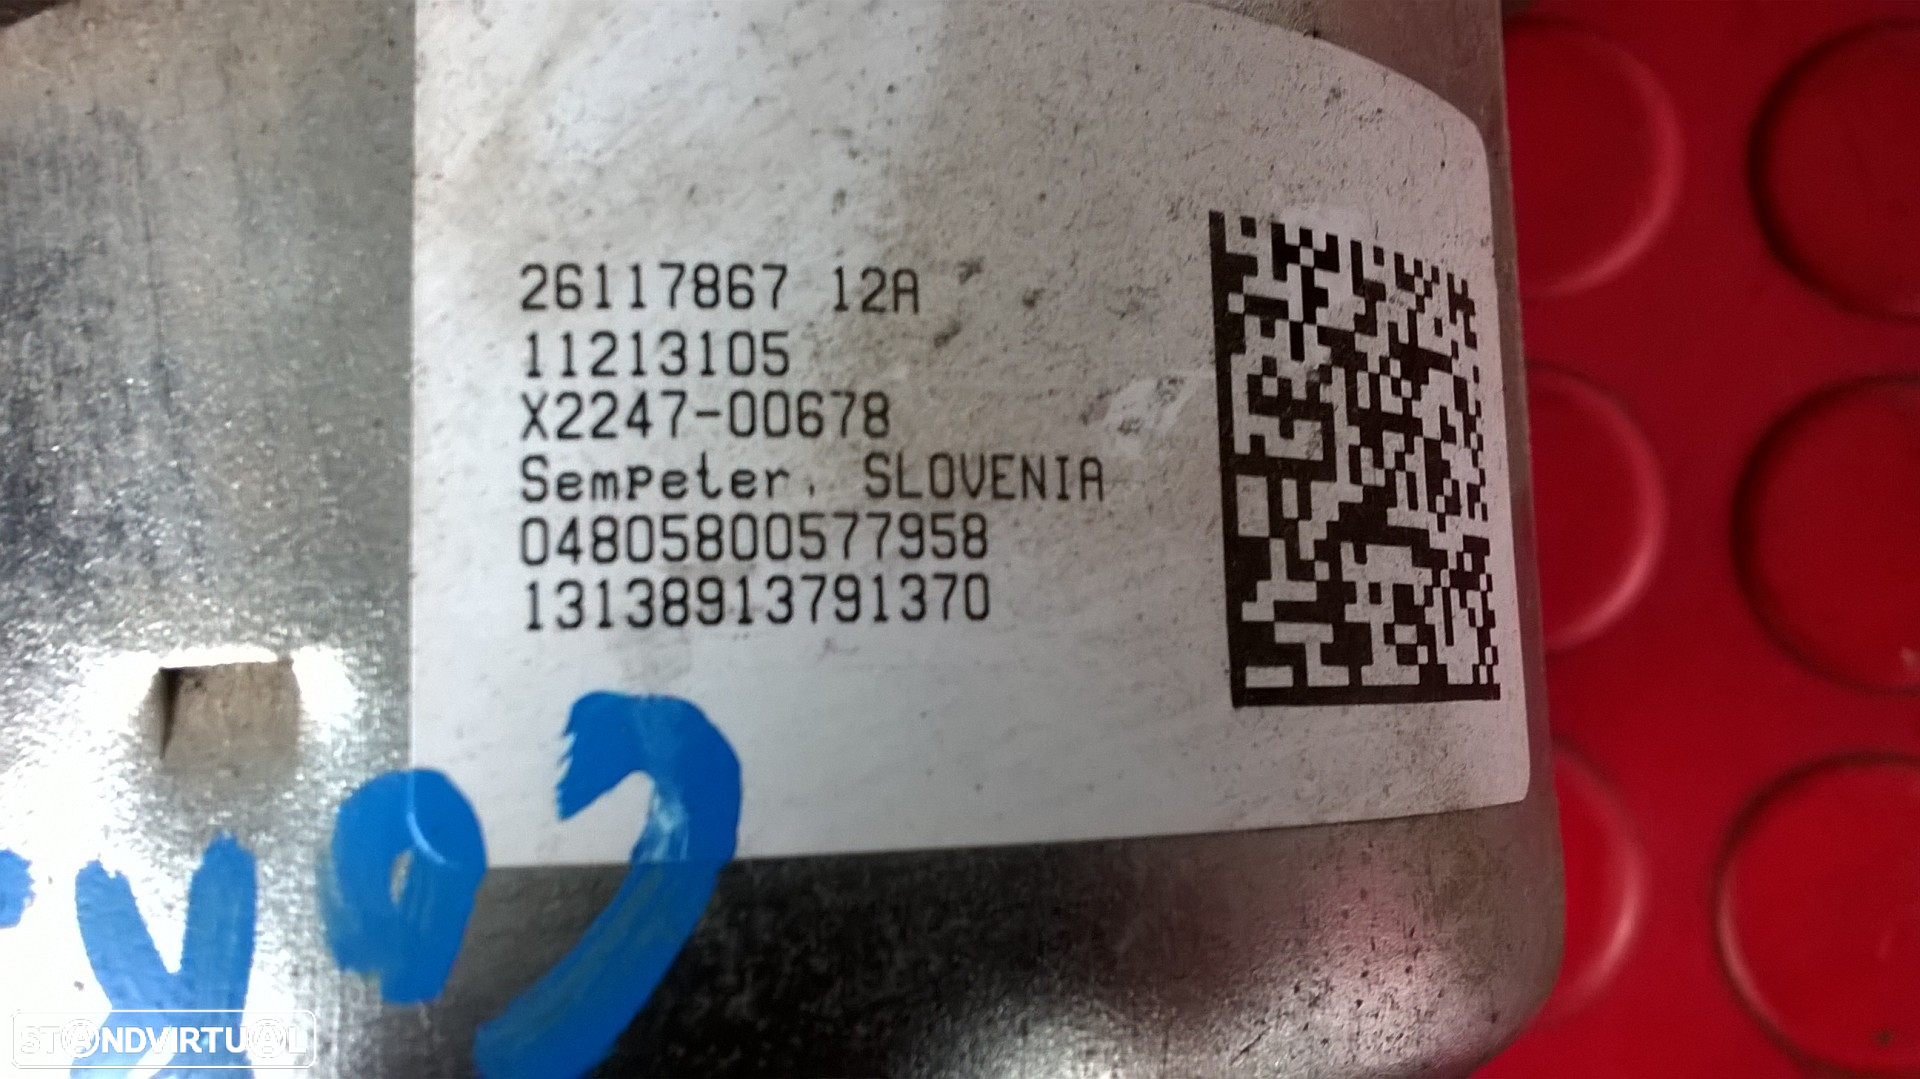 26117867 12A
11213105
X2247-00678
Sempeter. SLOVENIA
04805800577958
13138913791370
STANDVIRTUAL